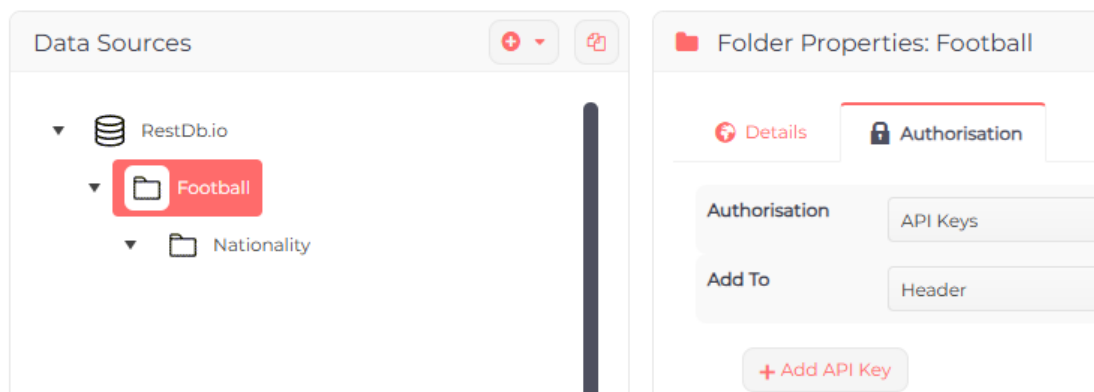 Data Sources
RestDb.io
Football
Nationality
Folder Properties: Football
Details
Authorisation
Authorisation
API Keys
Add To
Header
+ Add API Key